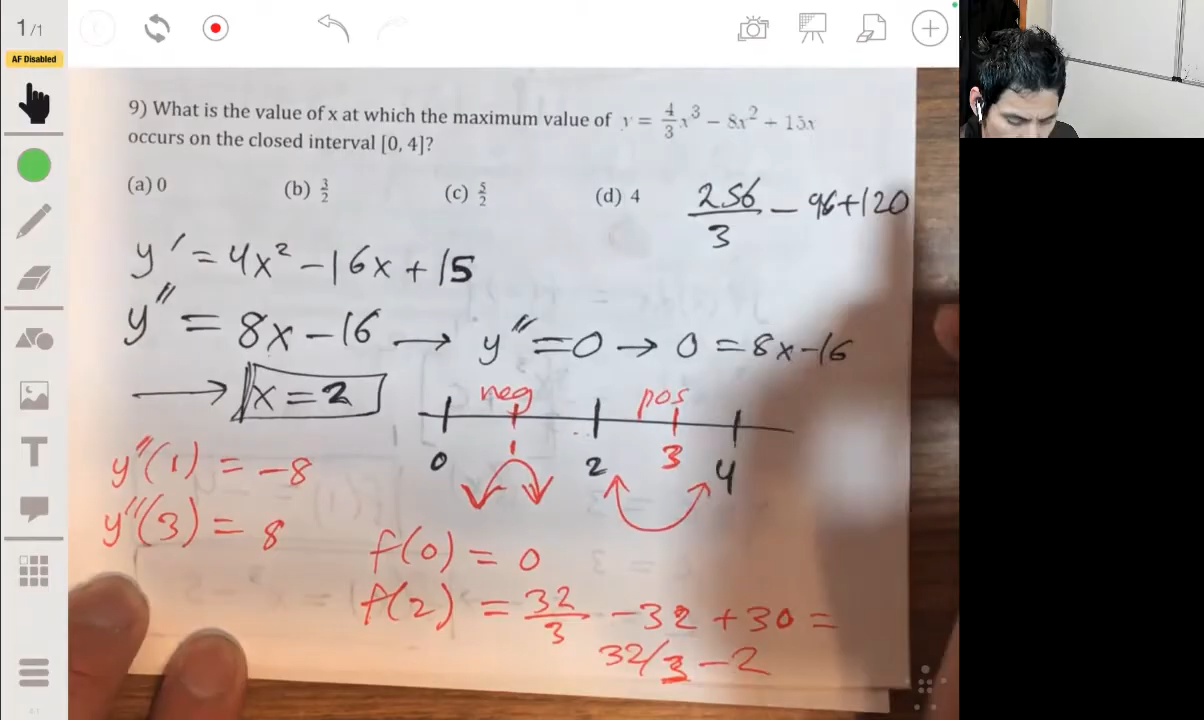 1/1
AF Disabled
9) What is the value of x at which the maximum value of y = 4/3 x³ − 8x² + 15x
occurs on the closed interval [0, 4]?
(a) 0 (b) 3/2 (c) 5/2 (d) 4
256/3 − 96+120
y′ = 4x² − 16x + 15
y″ = 8x − 16 → y″ = 0 → 0 = 8x − 16
→ x = 2
neg pos
0 1 2 3 4
y″(1) = −8
y″(3) = 8
f(0) = 0
f(2) = 32/3 − 32 + 30 =
32/3 − 2
T